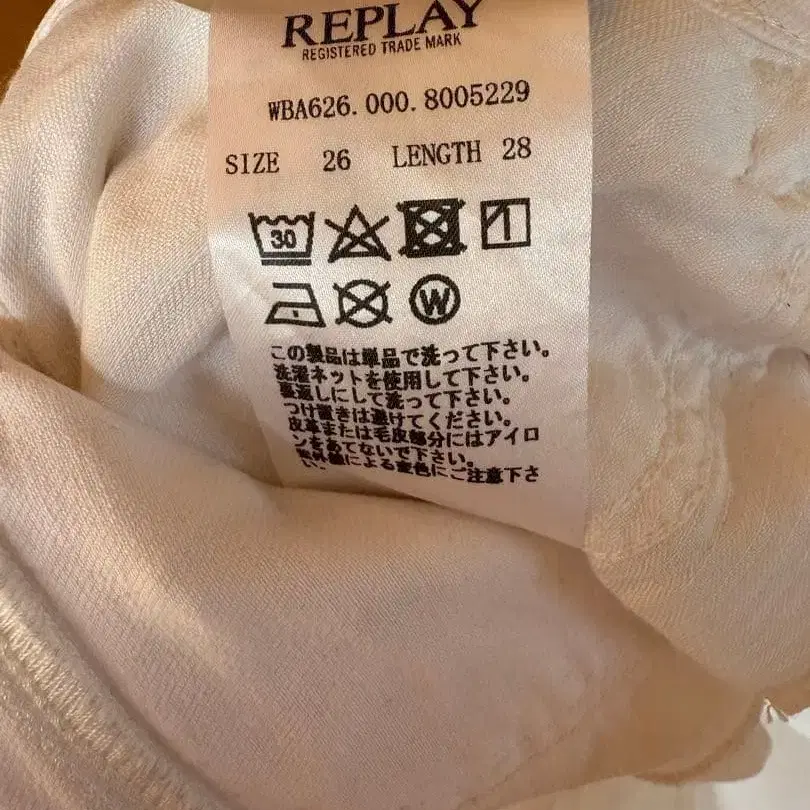 REPLAY
REGISTERED TRADE MARK
WBA626.000.8005229
SIZE 26 LENGTH 28
30
W
この製品は単品で洗って下さい。
洗濯ネットを使用して下さい。
裏返しにして洗って下さい。
つけ置きは避けてください。
皮革または毛皮部分にはアイロ
ンをあてないで下さい。
紫外線による変色にご注意下さ
い。